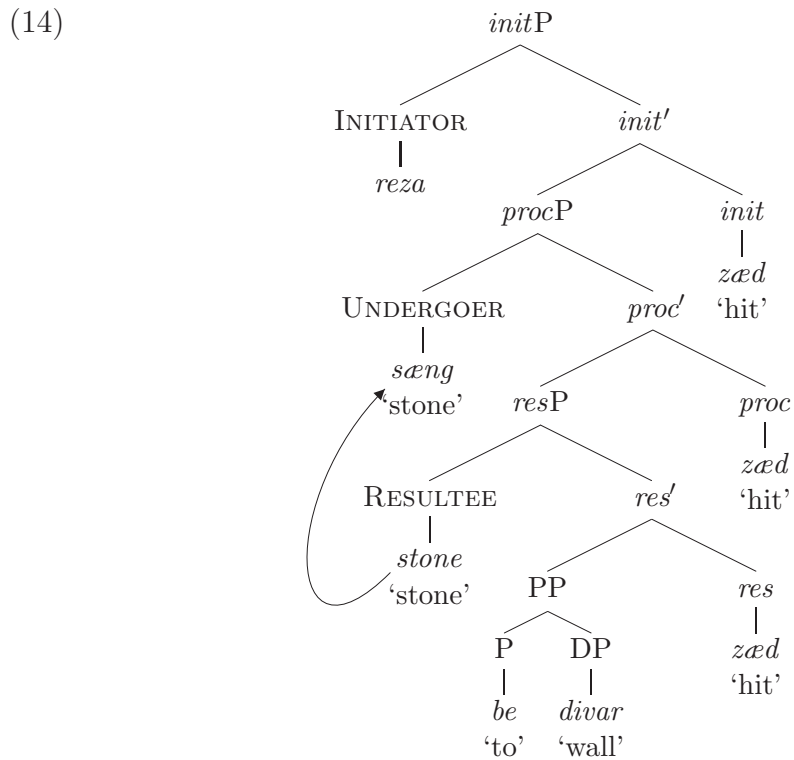 (14)
initP
INITIATOR init′
reza
procP init
zæd
‘hit’
UNDERGOER proc′
sæng
‘stone’
resP proc
zæd
‘hit’
RESULTEE res′
stone
‘stone’
PP res
P DP
zæd
‘hit’
be divar
‘to’ ‘wall’